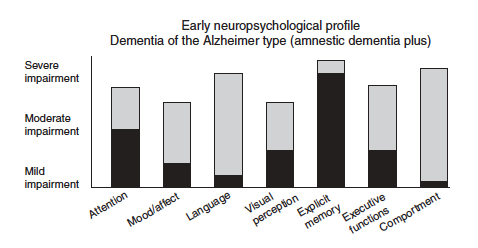 Early neuropsychological profile
Dementia of the Alzheimer type (amnestic dementia plus)
Severe
impairment
Moderate
impairment
Mild
impairment
Attention
Mood/affect
Language
Visual
perception
Explicit
memory
Executive
functions
Comportment